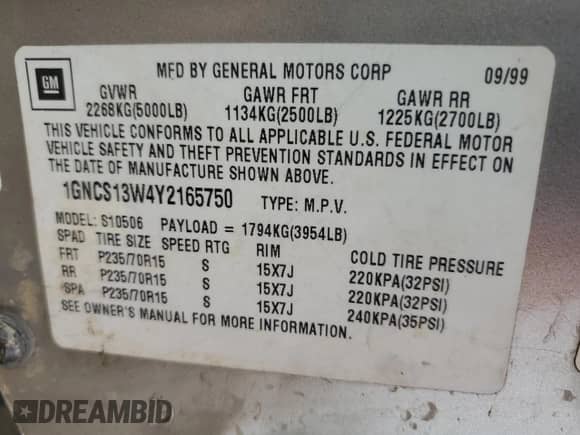 GM
MFD BY GENERAL MOTORS CORP 09/99
GVWR GAWR FRT GAWR RR
2268KG(5000LB) 1134KG(2500LB) 1225KG(2700LB)
THIS VEHICLE CONFORMS TO ALL APPLICABLE U.S. FEDERAL MOTOR
VEHICLE SAFETY AND THEFT PREVENTION STANDARDS IN EFFECT ON
THE DATE OF MANUFACTURE SHOWN ABOVE.
1GNCS13W4Y2165750 TYPE: M.P.V.
MODEL: S10506 PAYLOAD = 1794KG(3954LB)
SPAD TIRE SIZE SPEED RTG RIM COLD TIRE PRESSURE
FRT P235/70R15 S 15X7J 220KPA(32PSI)
RR P235/70R15 S 15X7J 220KPA(32PSI)
SPA P235/70R15 S 15X7J 240KPA(35PSI)
SEE OWNER'S MANUAL FOR MORE INFORMATION.
DREAMBID